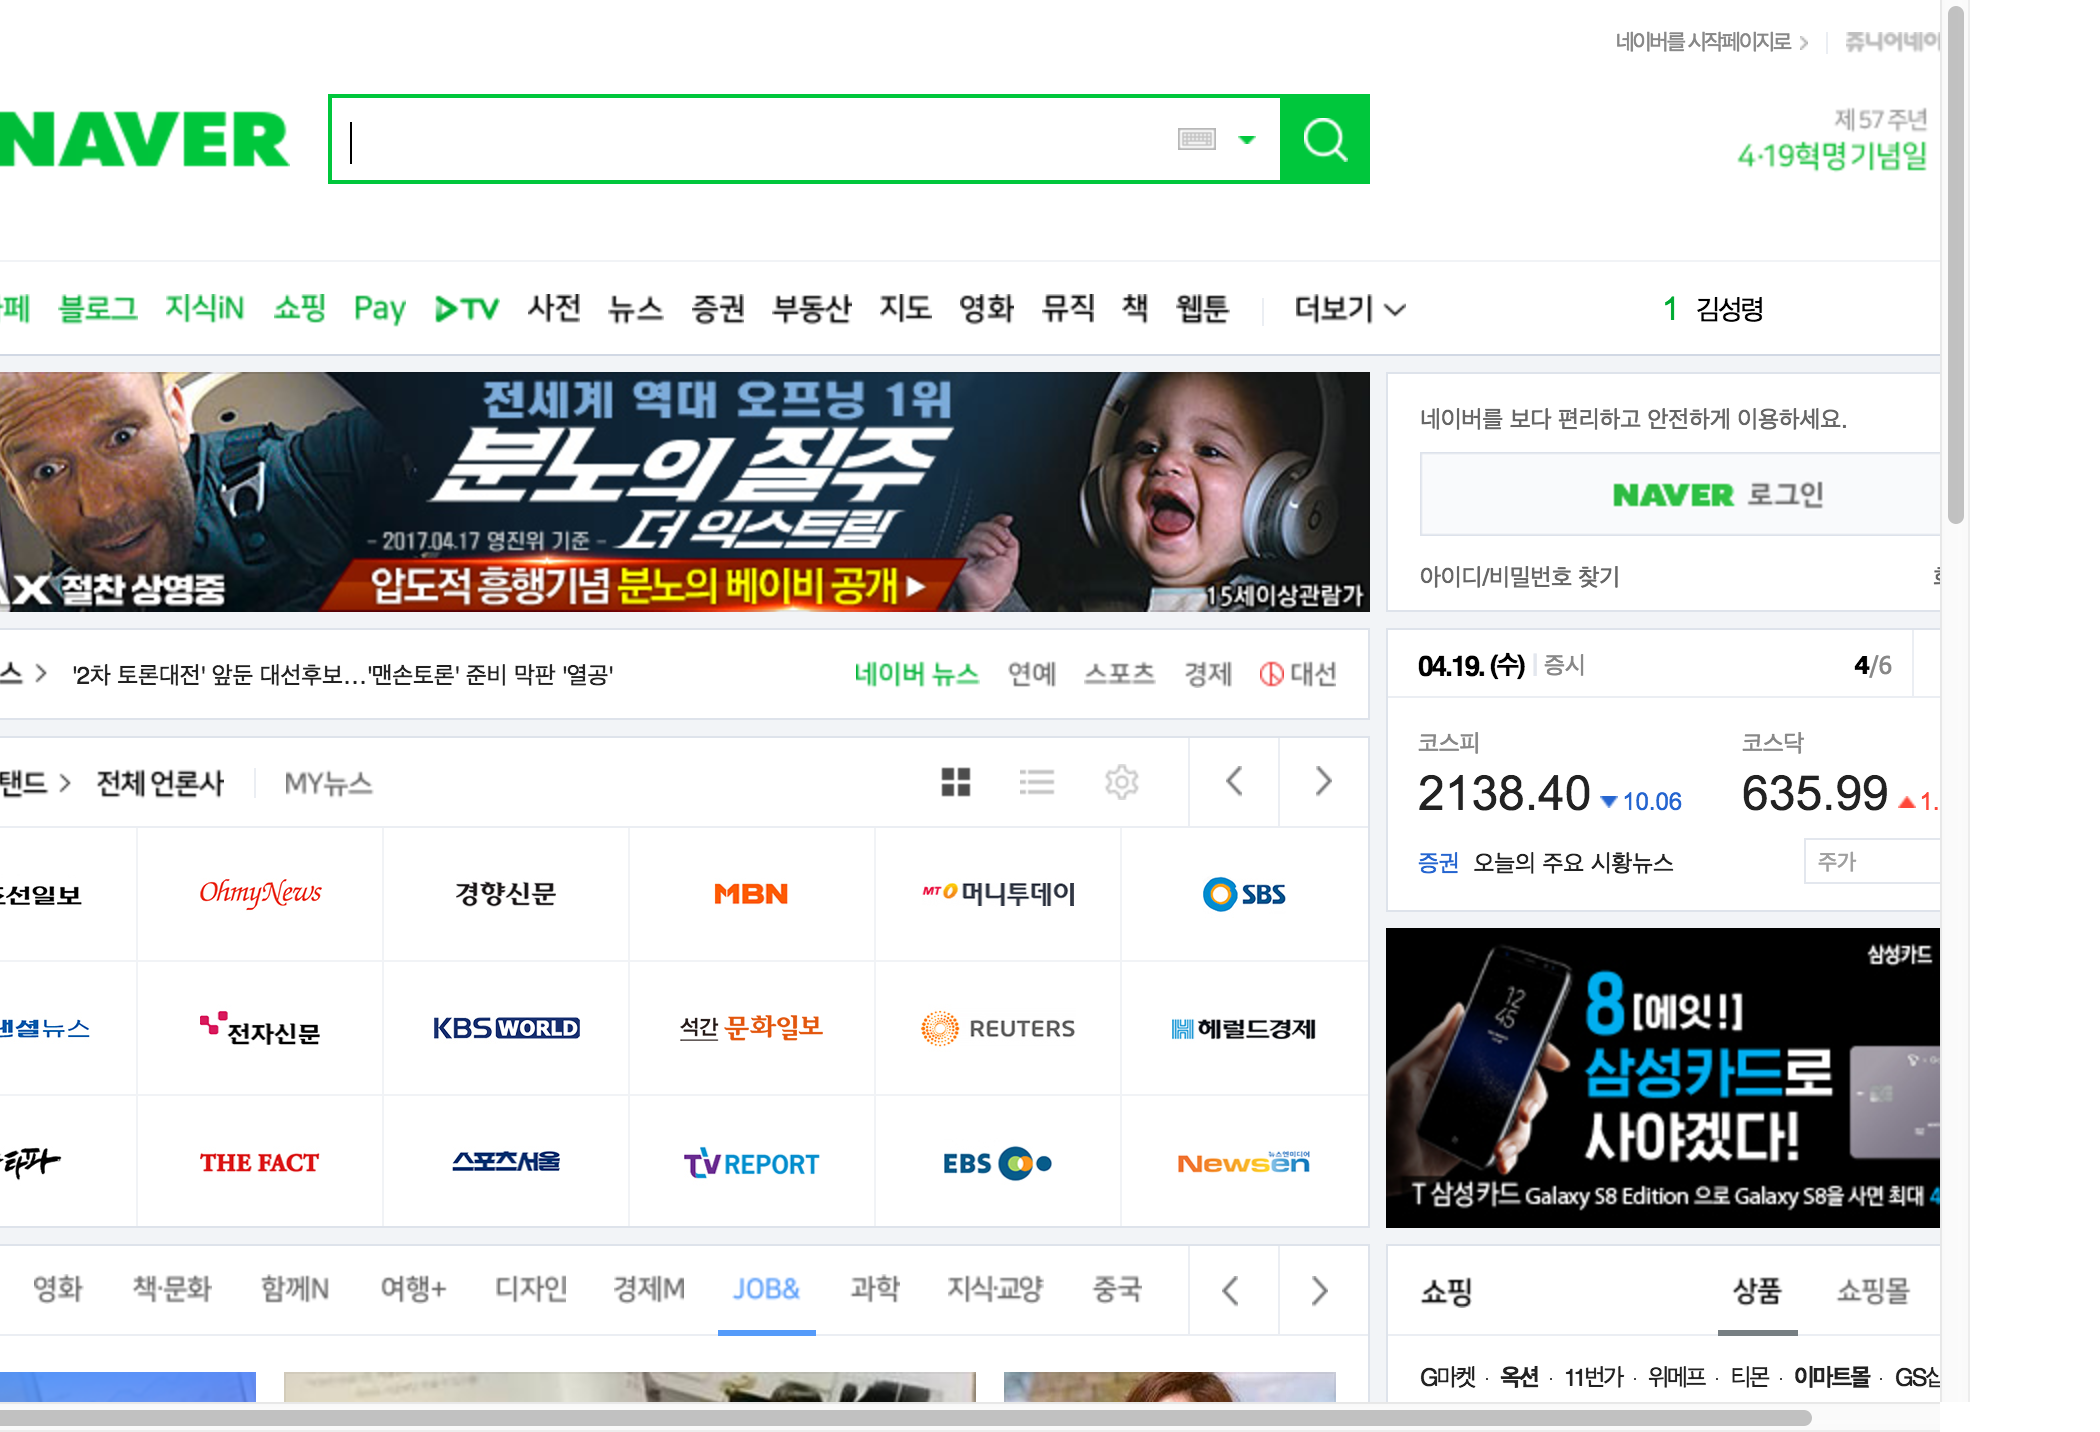 네이버를 시작페이지로
쥬니어네이
NAVER
제 57 주년
4·19혁명 기념일
블로그 지식iN 쇼핑 Pay TV 사전 뉴스 증권 부동산 지도 영화 뮤직 책 웹툰 더보기
1 김성령
전세계 역대 오프닝 1위
분노의 질주
더 익스트림
- 2017.04.17 영진위 기준 -
X 절찬 상영중
압도적 흥행기념 분노의 베이비 공개
15세이상관람가
네이버를 보다 편리하고 안전하게 이용하세요.
NAVER 로그인
아이디/비밀번호 찾기
스 > '2차 토론대전' 앞둔 대선후보…'맨손토론' 준비 막판 '열공'
네이버 뉴스 연예 스포츠 경제 대선
04.19. (수) 증시 4/6
코스피 코스닥
2138.40 ▼10.06 635.99 ▲1.
증권 오늘의 주요 시황뉴스 주가
탠드 > 전체 언론사 MY뉴스
조선일보 OhmyNews 경향신문 MBN MT 머니투데이 SBS
낸셜뉴스 전자신문 KBS WORLD 석간 문화일보 REUTERS 헤럴드경제
타파 THE FACT 스포츠서울 TV REPORT EBS 뉴스엔미디어 Newsen
삼성카드
8 [에잇!]
삼성카드로
사야겠다!
T 삼성카드 Galaxy S8 Edition 으로 Galaxy S8을 사면 최대 4
12
45
영화 책·문화 함께N 여행+ 디자인 경제M JOB& 과학 지식·교양 중국
쇼핑 상품 쇼핑몰
G마켓 · 옥션 · 11번가 · 위메프 · 티몬 · 이마트몰 · GS샵